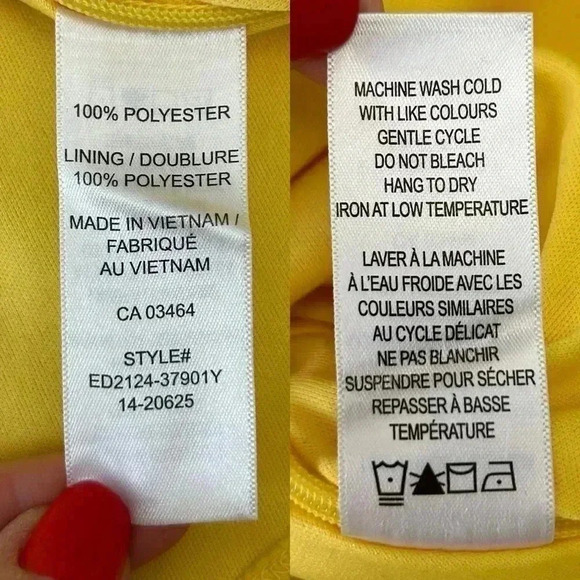 100% POLYESTER
LINING / DOUBLURE
100% POLYESTER
MADE IN VIETNAM /
FABRIQUÉ
AU VIETNAM
CA 03464
STYLE#
ED2124-37901Y
14-20625
MACHINE WASH COLD
WITH LIKE COLOURS
GENTLE CYCLE
DO NOT BLEACH
HANG TO DRY
IRON AT LOW TEMPERATURE
LAVER À LA MACHINE
À L'EAU FROIDE AVEC LES
COULEURS SIMILAIRES
AU CYCLE DÉLICAT
NE PAS BLANCHIR
SUSPENDRE POUR SÉCHER
REPASSER À BASSE
TEMPÉRATURE